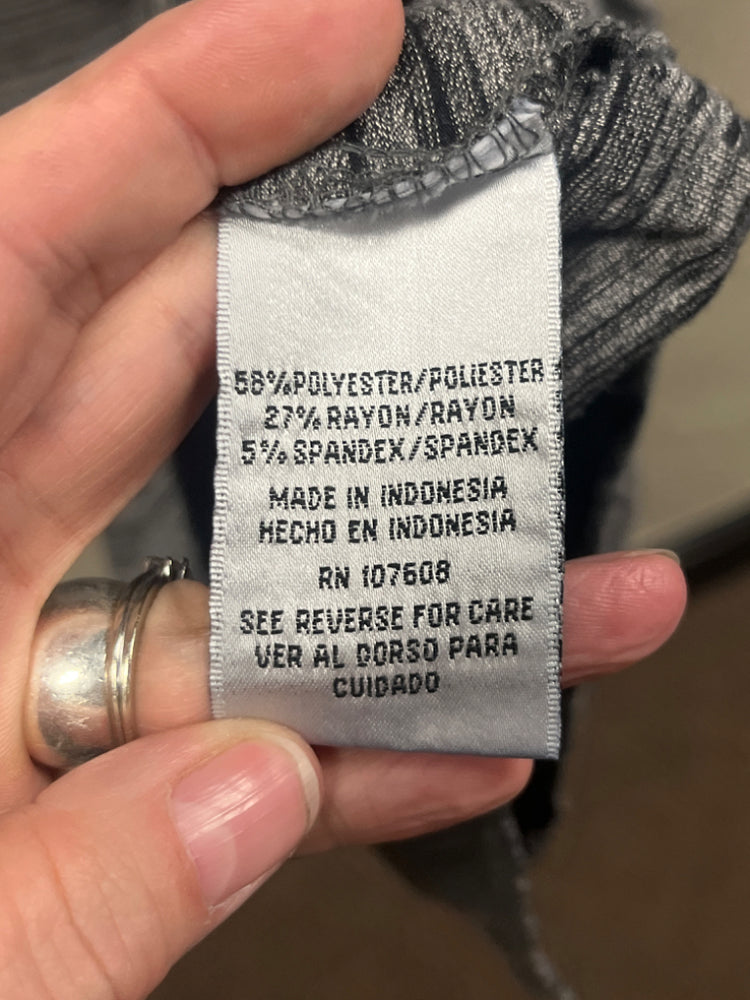 58%POLYESTER/POLIESTER
27% RAYON/RAYON
5% SPANDEX/SPANDEX
MADE IN INDONESIA
HECHO EN INDONESIA
RN 107608
SEE REVERSE FOR CARE
VER AL DORSO PARA
CUIDADO